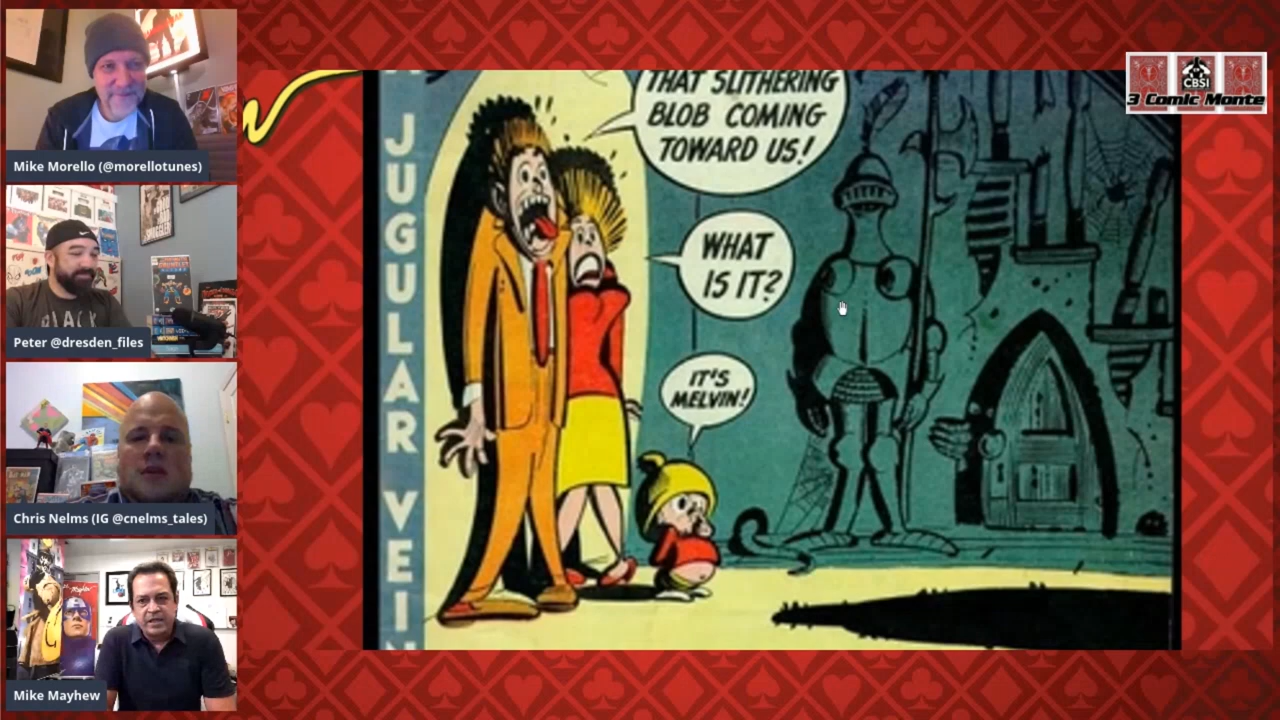 Mike Morello (@morellotunes)
Peter @dresden_files
Chris Nelms (IG @cnelms_tales)
Mike Mayhew
CBSI
3 Comic Monte
THAT SLITHERING
BLOB COMING
TOWARD US!
WHAT
IS IT?
IT'S
MELVIN!
JUGULAR VEIN
BLACK